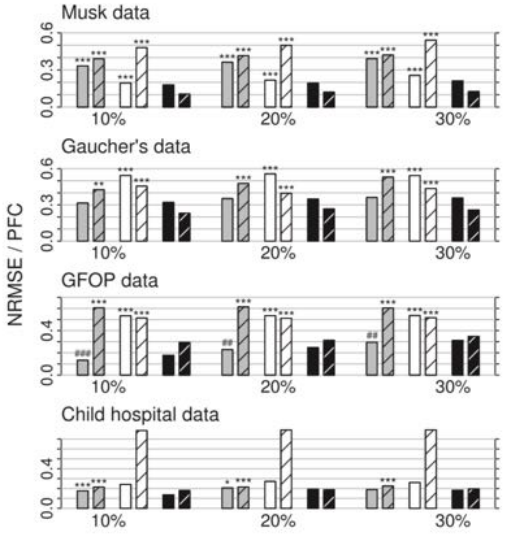 Musk data
0.6
0.3
0.0
*** *** *** *** *** *** *** *** *** *** *** ***
10% 20% 30%
Gaucher's data
0.6
0.3
0.0
** *** *** *** *** *** *** *** ***
10% 20% 30%
NRMSE / PFC
GFOP data
0.4
0.0
### *** *** *** ## *** *** *** ## *** *** ***
10% 20% 30%
Child hospital data
0.4
0.0
*** *** * *** ***
10% 20% 30%